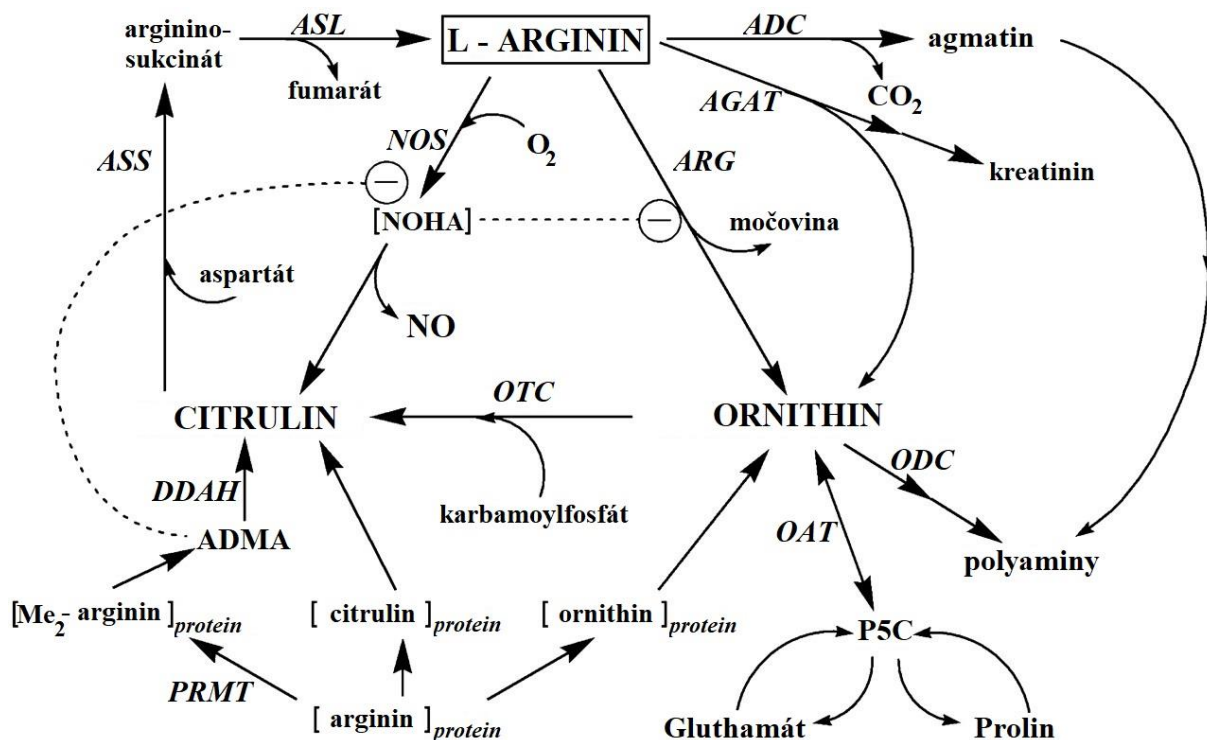 arginino-
sukcinát
ASL
fumarát
L - ARGININ
ADC
CO2
agmatin
AGAT
kreatinin
ASS
NOS
O2
ARG
−
[NOHA]
−
močovina
aspartát
NO
CITRULIN
OTC
ORNITHIN
karbamoylfosfát
DDAH
ADMA
ODC
OAT
polyaminy
[Me2- arginin]protein
[ citrulin ]protein
[ ornithin ]protein
P5C
PRMT
[ arginin ]protein
Gluthamát
Prolin